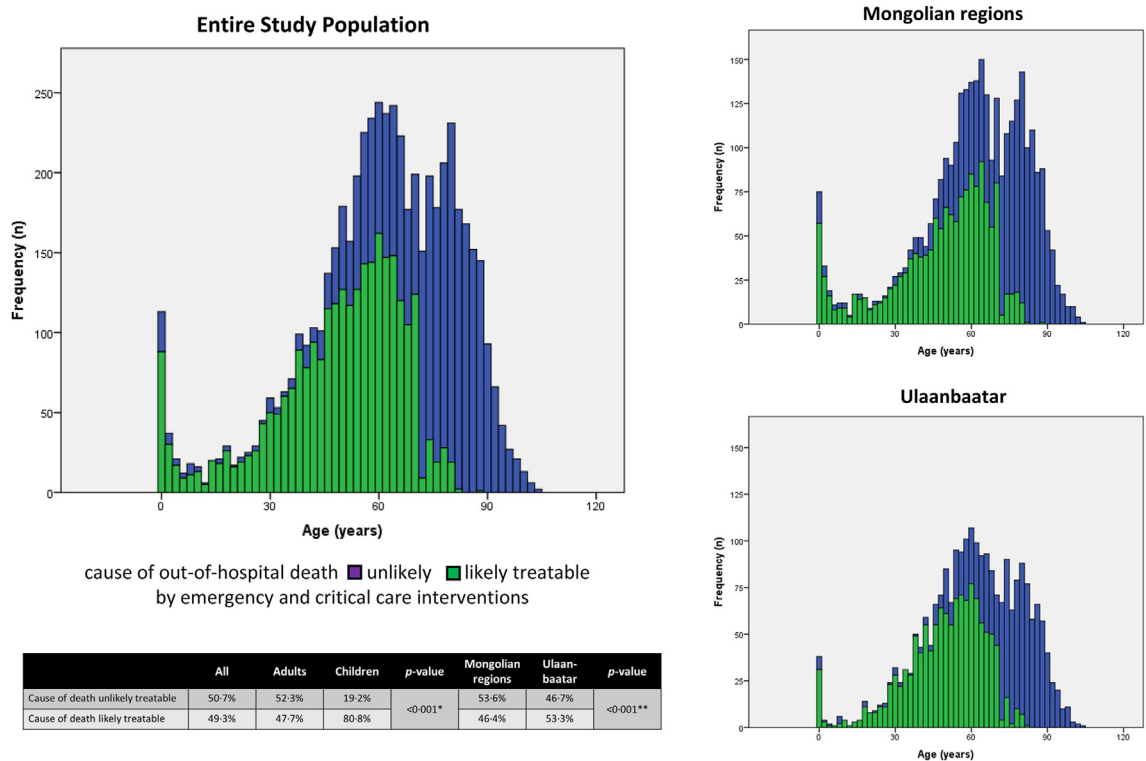 Entire Study Population
Frequency (n)
250
200
150
100
50
0
0 30 60 90 120
Age (years)
cause of out-of-hospital death unlikely likely treatable
by emergency and critical care interventions
All Adults Children p-value Mongolian regions Ulaan-baatar p-value
Cause of death unlikely treatable 50·7% 52·3% 19·2% <0·001* 53·6% 46·7% <0·001**
Cause of death likely treatable 49·3% 47·7% 80·8% 46·4% 53·3%
Mongolian regions
Frequency (n)
150
125
100
75
50
25
0
0 30 60 90 120
Age (years)
Ulaanbaatar
Frequency (n)
150
125
100
75
50
25
0
0 30 60 90 120
Age (years)